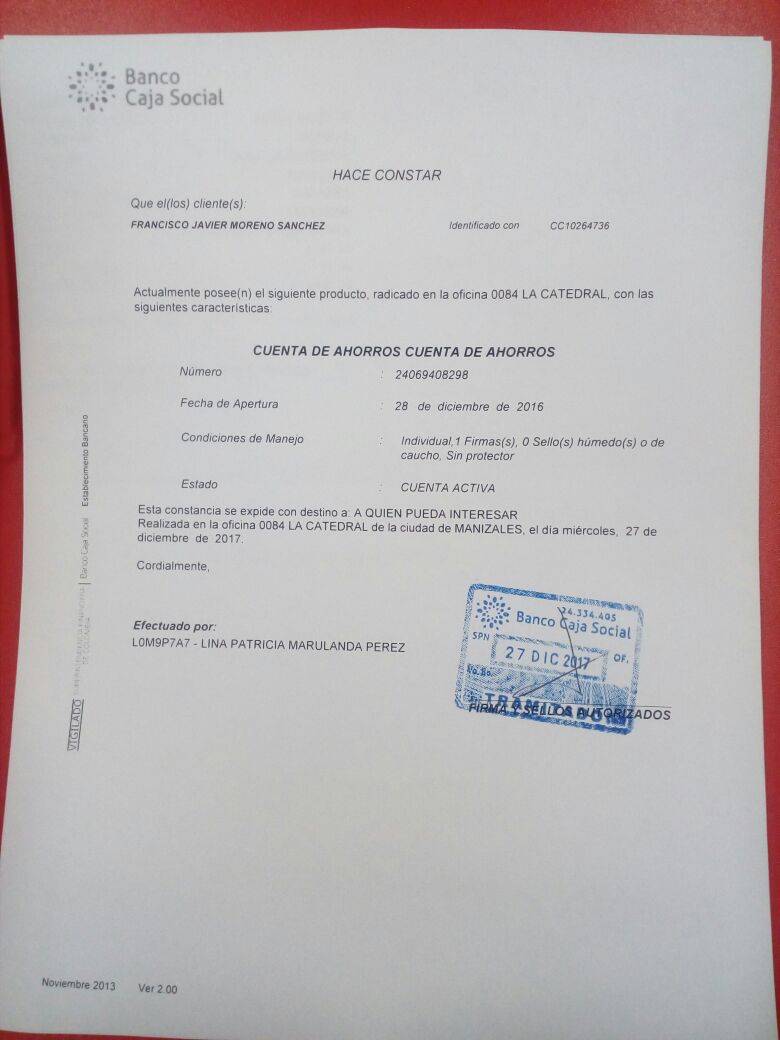 Banco
Caja Social
HACE CONSTAR
Que el(los) cliente(s):
FRANCISCO JAVIER MORENO SANCHEZ Identificado con CC10264736
Actualmente posee(n) el siguiente producto, radicado en la oficina 0084 LA CATEDRAL, con las
siguientes características:
CUENTA DE AHORROS CUENTA DE AHORROS
Número : 24069408298
Fecha de Apertura : 28 de diciembre de 2016
Condiciones de Manejo : Individual,1 Firmas(s), 0 Sello(s) húmedo(s) o de
caucho, Sin protector
Estado : CUENTA ACTIVA
Esta constancia se expide con destino a: A QUIEN PUEDA INTERESAR
Realizada en la oficina 0084 LA CATEDRAL de la ciudad de MANIZALES, el día miércoles, 27 de
diciembre de 2017.
Cordialmente,
Efectuado por:
L0M9P7A7 - LINA PATRICIA MARULANDA PEREZ
24.334.405
Banco Caja Social
SPN
27 DIC 2017
OF.
TRAMITADO
FIRMA Y SELLOS AUTORIZADOS
VIGILADO SUPERINTENDENCIA FINANCIERA
DE COLOMBIA
Banco Caja Social Establecimiento Bancario
Noviembre 2013 Ver 2.00